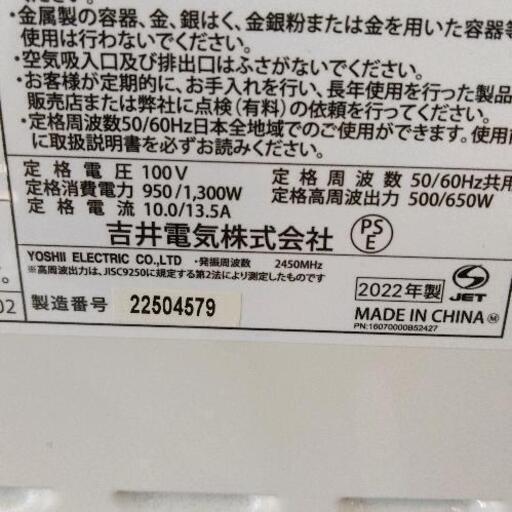 ・金属製の容器、金、銀はく、金銀粉または金を用いた容器等
使用は行わないでください。
・空気吸入口及び排出口はふさがないでください。
・お客様が定期的に、お手入れを行い、長年使用を行った製品
販売店または弊社に点検(有料)の依頼を行ってください。
・定格周波数50/60Hz日本全地域でのご使用ができます。使用前
に取扱説明書を必ずお読みください。
定格電圧 100V
定格消費電力 950/1,300W 定格周波数 50/60Hz共用
定格電流 10.0/13.5A 定格高周波出力 500/650W
吉井電気株式会社 PSE
YOSHII ELECTRIC CO.,LTD ・発振周波数 2450MHz
※高周波出力は、JISC9250に規定する第2法により測定したものです
製造番号 22504579
2022年製
JET
MADE IN CHINA Ⓜ
PN:16070000B52427
。
02